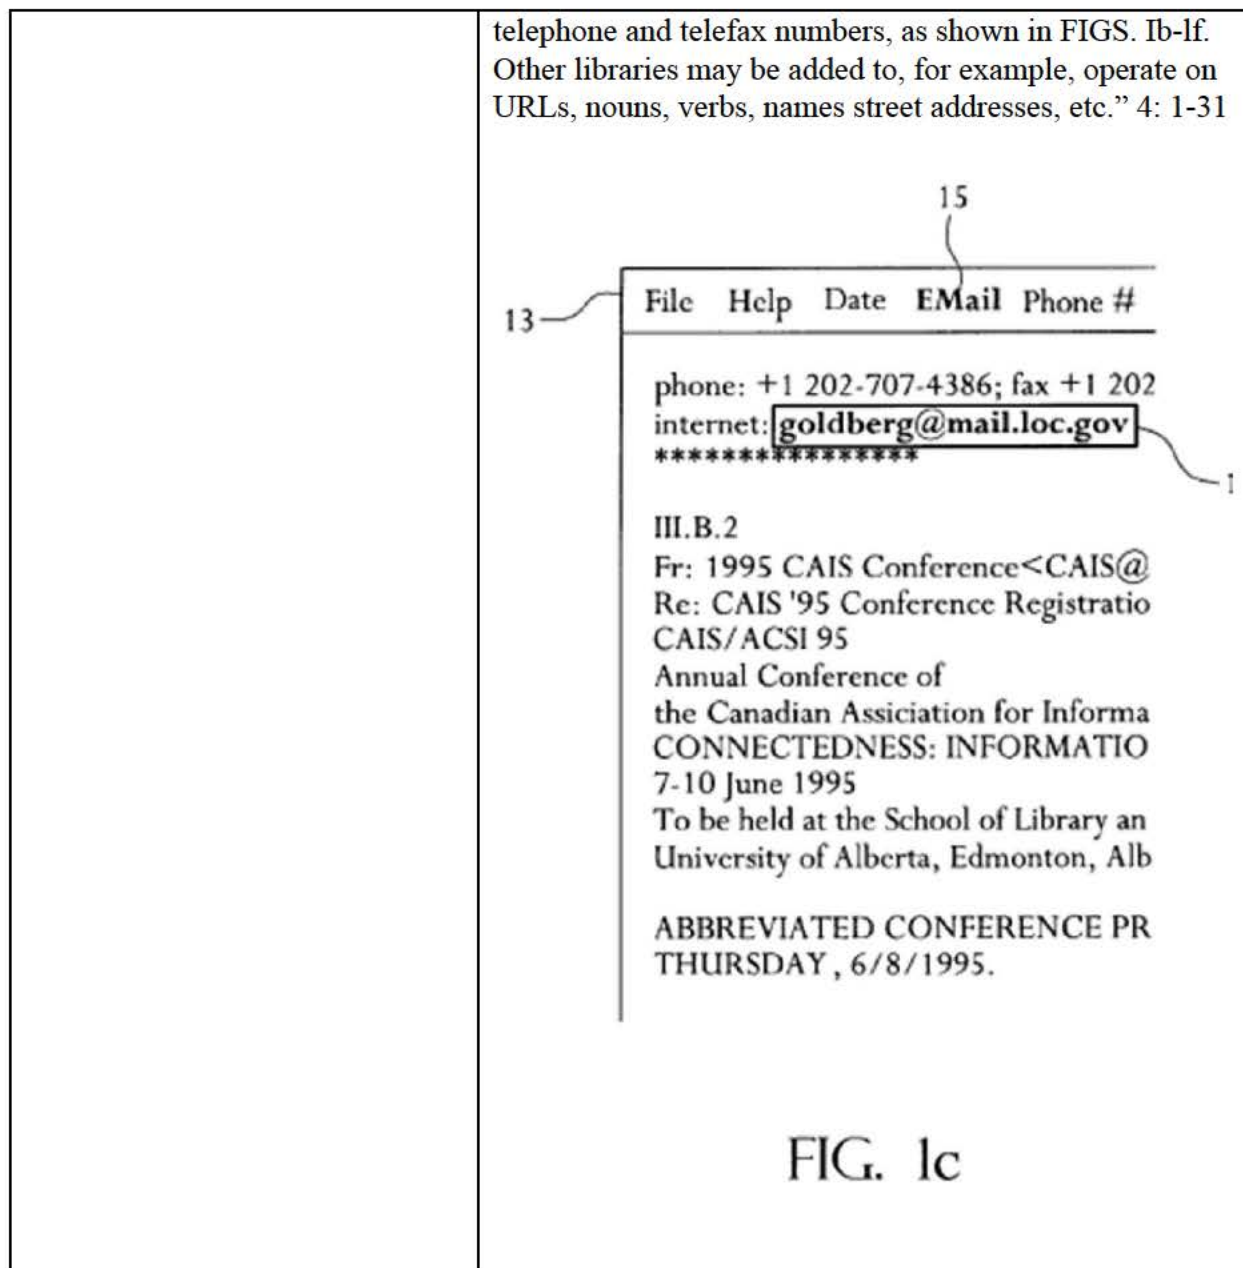 telephone and telefax numbers, as shown in FIGS. Ib-lf.
Other libraries may be added to, for example, operate on
URLs, nouns, verbs, names street addresses, etc.” 4: 1-31
15
13
File Help Date EMail Phone #
phone: +1 202-707-4386; fax +1 202
internet: goldberg@mail.loc.gov
****************
1
III.B.2
Fr: 1995 CAIS Conference<CAIS@
Re: CAIS '95 Conference Registratio
CAIS/ACSI 95
Annual Conference of
the Canadian Assiciation for Informa
CONNECTEDNESS: INFORMATIO
7-10 June 1995
To be held at the School of Library an
University of Alberta, Edmonton, Alb
ABBREVIATED CONFERENCE PR
THURSDAY , 6/8/1995.
FIG. 1c